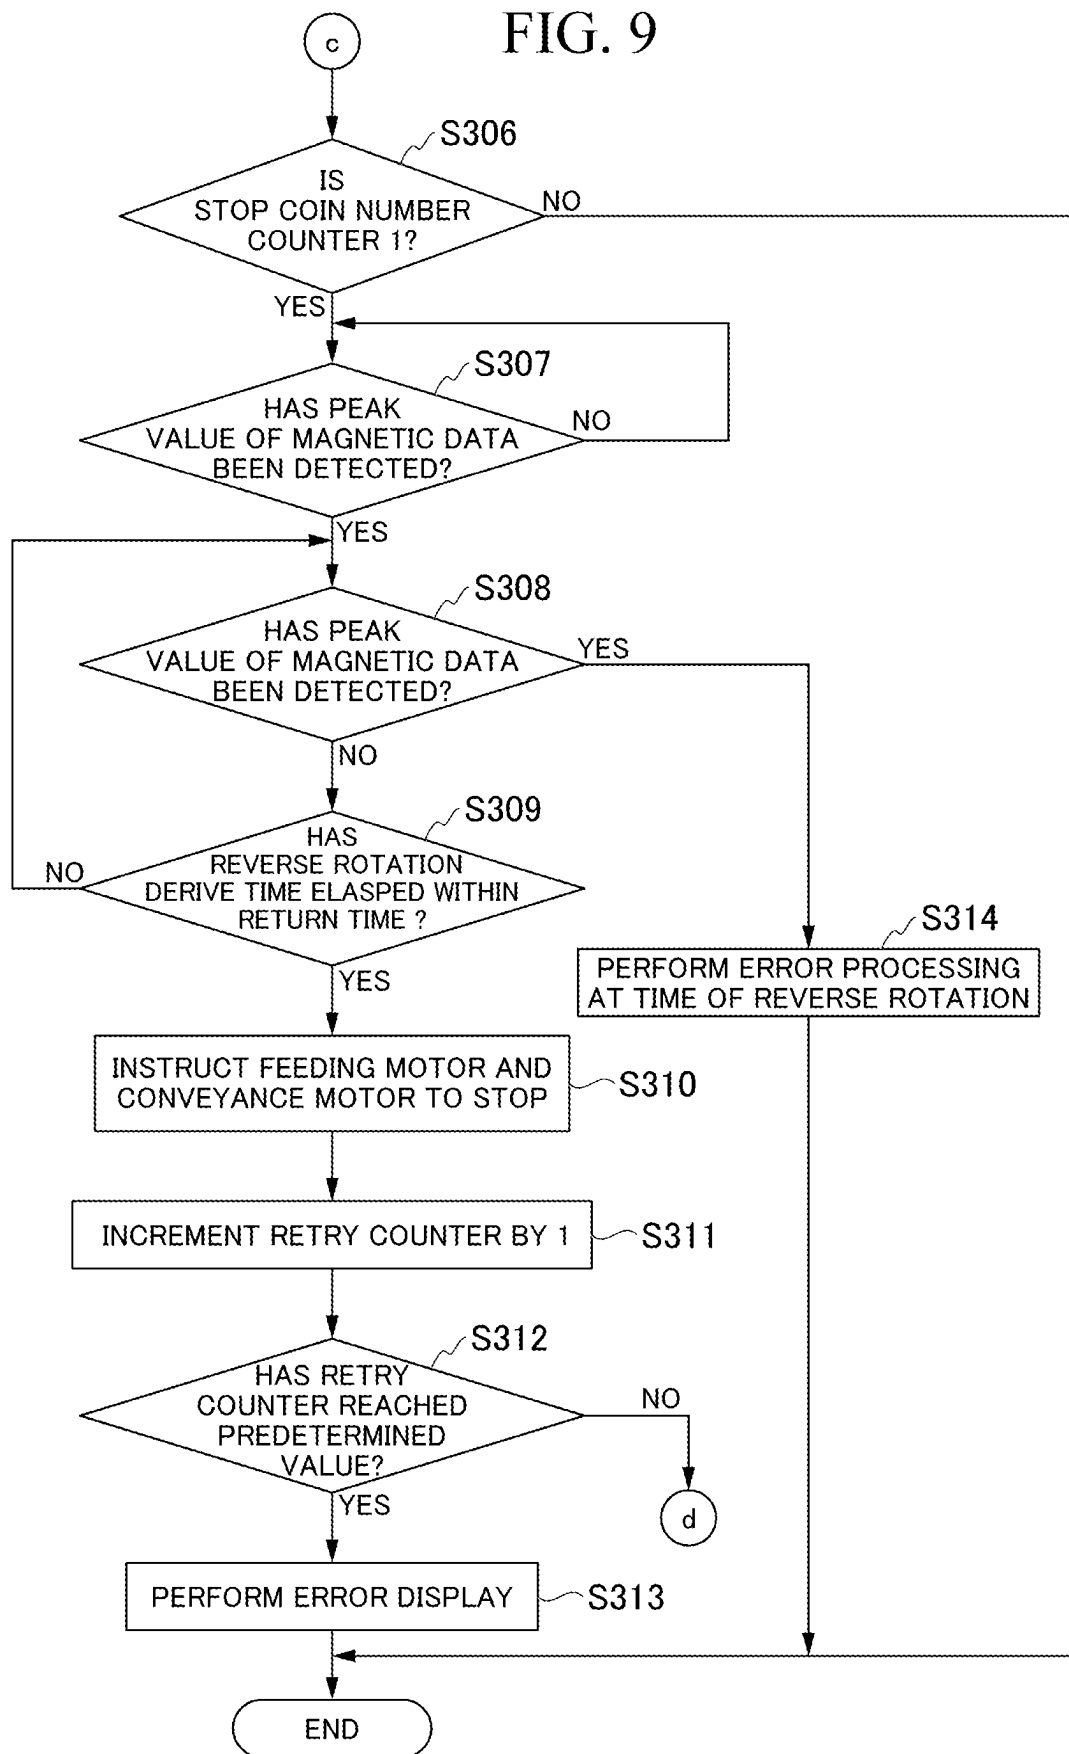 FIG. 9
c
S306
IS
STOP COIN NUMBER
COUNTER 1?
NO
YES
S307
HAS PEAK
VALUE OF MAGNETIC DATA
BEEN DETECTED?
NO
YES
S308
HAS PEAK
VALUE OF MAGNETIC DATA
BEEN DETECTED?
YES
NO
S309
HAS
REVERSE ROTATION
DERIVE TIME ELASPED WITHIN
RETURN TIME ?
NO
YES
S314
PERFORM ERROR PROCESSING
AT TIME OF REVERSE ROTATION
INSTRUCT FEEDING MOTOR AND
CONVEYANCE MOTOR TO STOP
S310
INCREMENT RETRY COUNTER BY 1
S311
S312
HAS RETRY
COUNTER REACHED
PREDETERMINED
VALUE?
NO
d
YES
PERFORM ERROR DISPLAY
S313
END